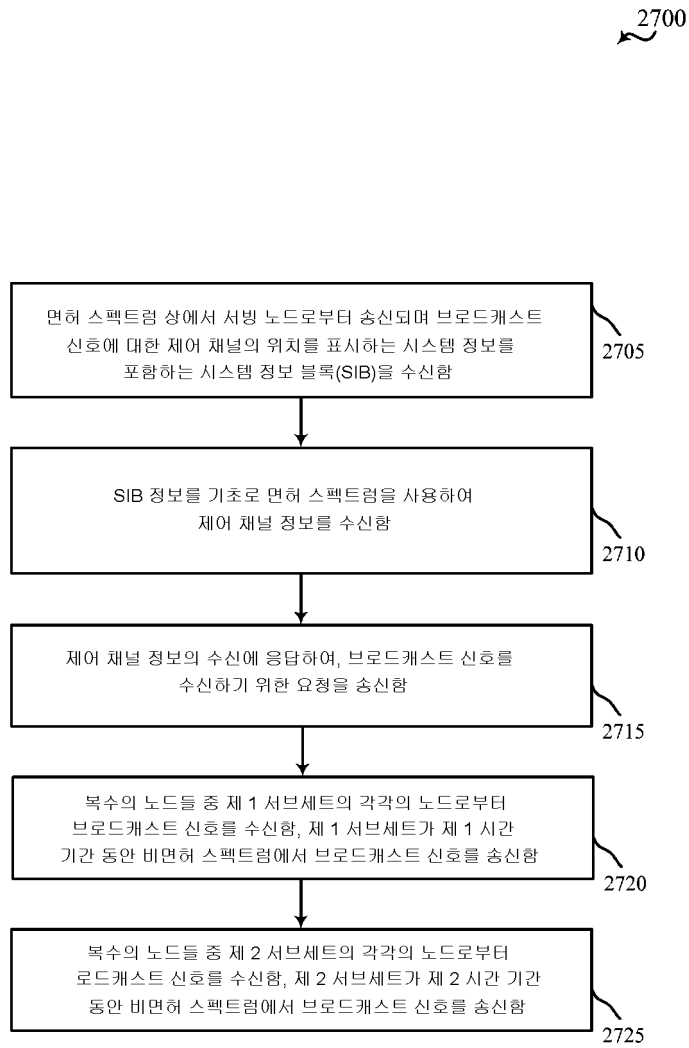 2700
면허 스펙트럼 상에서 서빙 노드로부터 송신되며 브로드캐스트
신호에 대한 제어 채널의 위치를 표시하는 시스템 정보를
포함하는 시스템 정보 블록(SIB)을 수신함
2705
SIB 정보를 기초로 면허 스펙트럼을 사용하여
제어 채널 정보를 수신함
2710
제어 채널 정보의 수신에 응답하여, 브로드캐스트 신호를
수신하기 위한 요청을 송신함
2715
복수의 노드들 중 제 1 서브세트의 각각의 노드로부터
브로드캐스트 신호를 수신함, 제 1 서브세트가 제 1 시간
기간 동안 비면허 스펙트럼에서 브로드캐스트 신호를 송신함
2720
복수의 노드들 중 제 2 서브세트의 각각의 노드로부터
로드캐스트 신호를 수신함, 제 2 서브세트가 제 2 시간 기간
동안 비면허 스펙트럼에서 브로드캐스트 신호를 송신함
2725